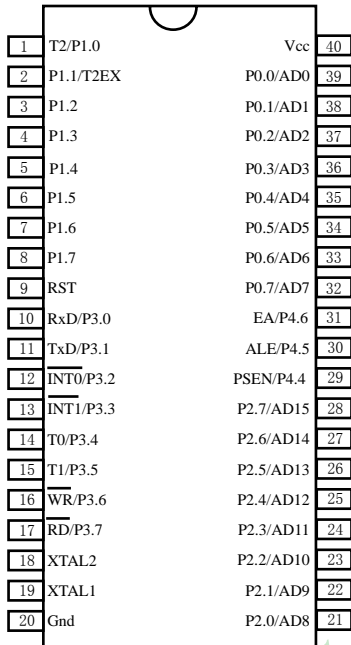 1 T2/P1.0 Vcc 40
2 P1.1/T2EX P0.0/AD0 39
3 P1.2 P0.1/AD1 38
4 P1.3 P0.2/AD2 37
5 P1.4 P0.3/AD3 36
6 P1.5 P0.4/AD4 35
7 P1.6 P0.5/AD5 34
8 P1.7 P0.6/AD6 33
9 RST P0.7/AD7 32
10 RxD/P3.0 EA/P4.6 31
11 TxD/P3.1 ALE/P4.5 30
12 INT0/P3.2 PSEN/P4.4 29
13 INT1/P3.3 P2.7/AD15 28
14 T0/P3.4 P2.6/AD14 27
15 T1/P3.5 P2.5/AD13 26
16 WR/P3.6 P2.4/AD12 25
17 RD/P3.7 P2.3/AD11 24
18 XTAL2 P2.2/AD10 23
19 XTAL1 P2.1/AD9 22
20 Gnd P2.0/AD8 21